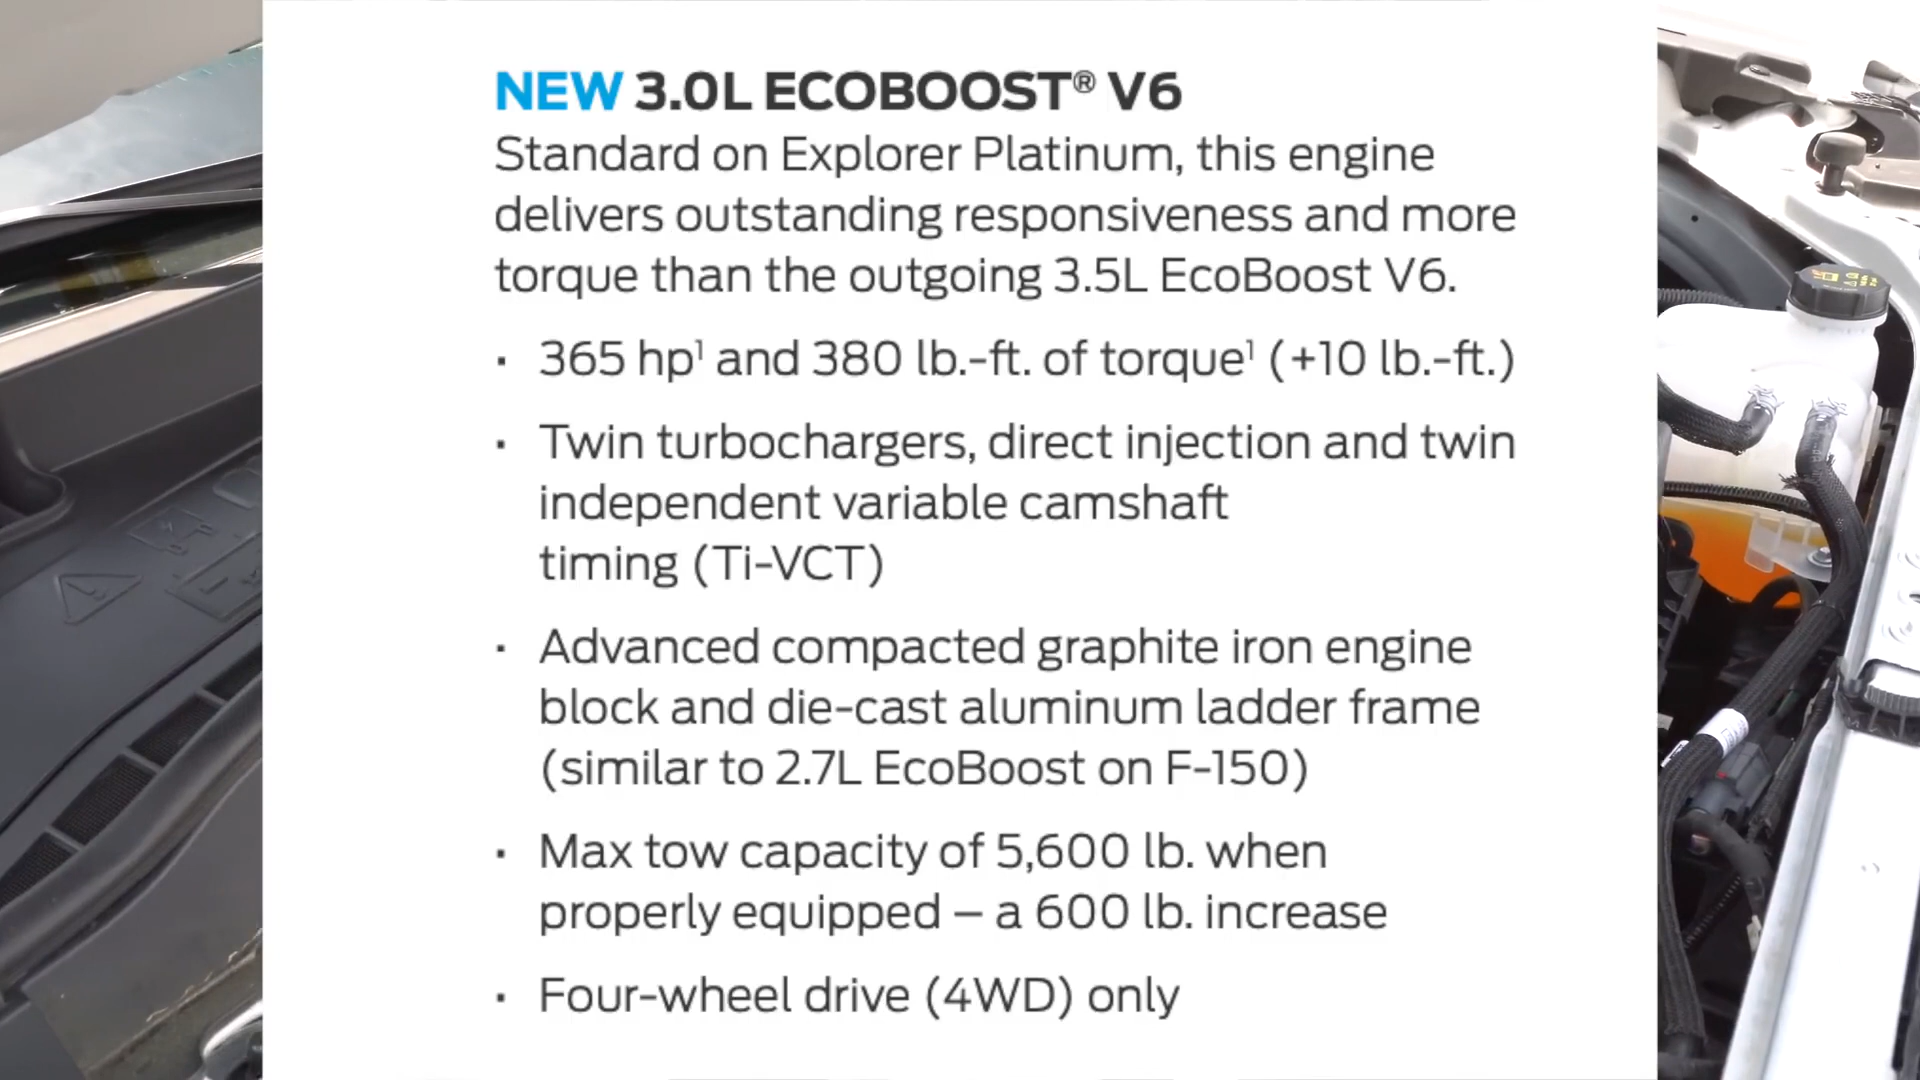 NEW 3.0L ECOBOOST® V6
Standard on Explorer Platinum, this engine
delivers outstanding responsiveness and more
torque than the outgoing 3.5L EcoBoost V6.
· 365 hp¹ and 380 lb.-ft. of torque¹ (+10 lb.-ft.)
· Twin turbochargers, direct injection and twin
independent variable camshaft
timing (Ti-VCT)
· Advanced compacted graphite iron engine
block and die-cast aluminum ladder frame
(similar to 2.7L EcoBoost on F-150)
· Max tow capacity of 5,600 lb. when
properly equipped – a 600 lb. increase
· Four-wheel drive (4WD) only